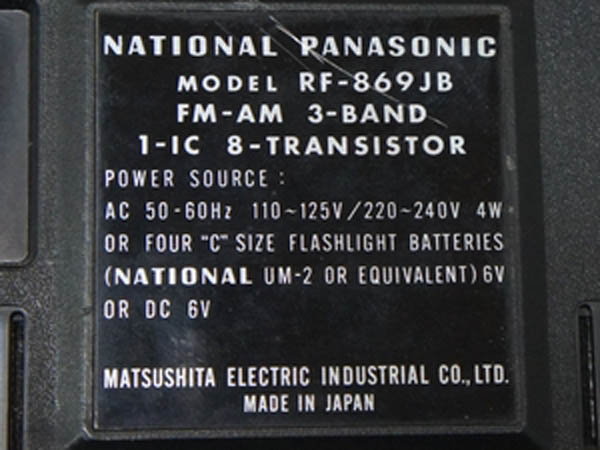 NATIONAL PANASONIC
MODEL RF-869JB
FM-AM 3-BAND
1-IC 8-TRANSISTOR
POWER SOURCE:
AC 50-60Hz 110~125V/220~240V 4W
OR FOUR "C" SIZE FLASHLIGHT BATTERIES
(NATIONAL UM-2 OR EQUIVALENT) 6V
OR DC 6V
MATSUSHITA ELECTRIC INDUSTRIAL CO., LTD.
MADE IN JAPAN